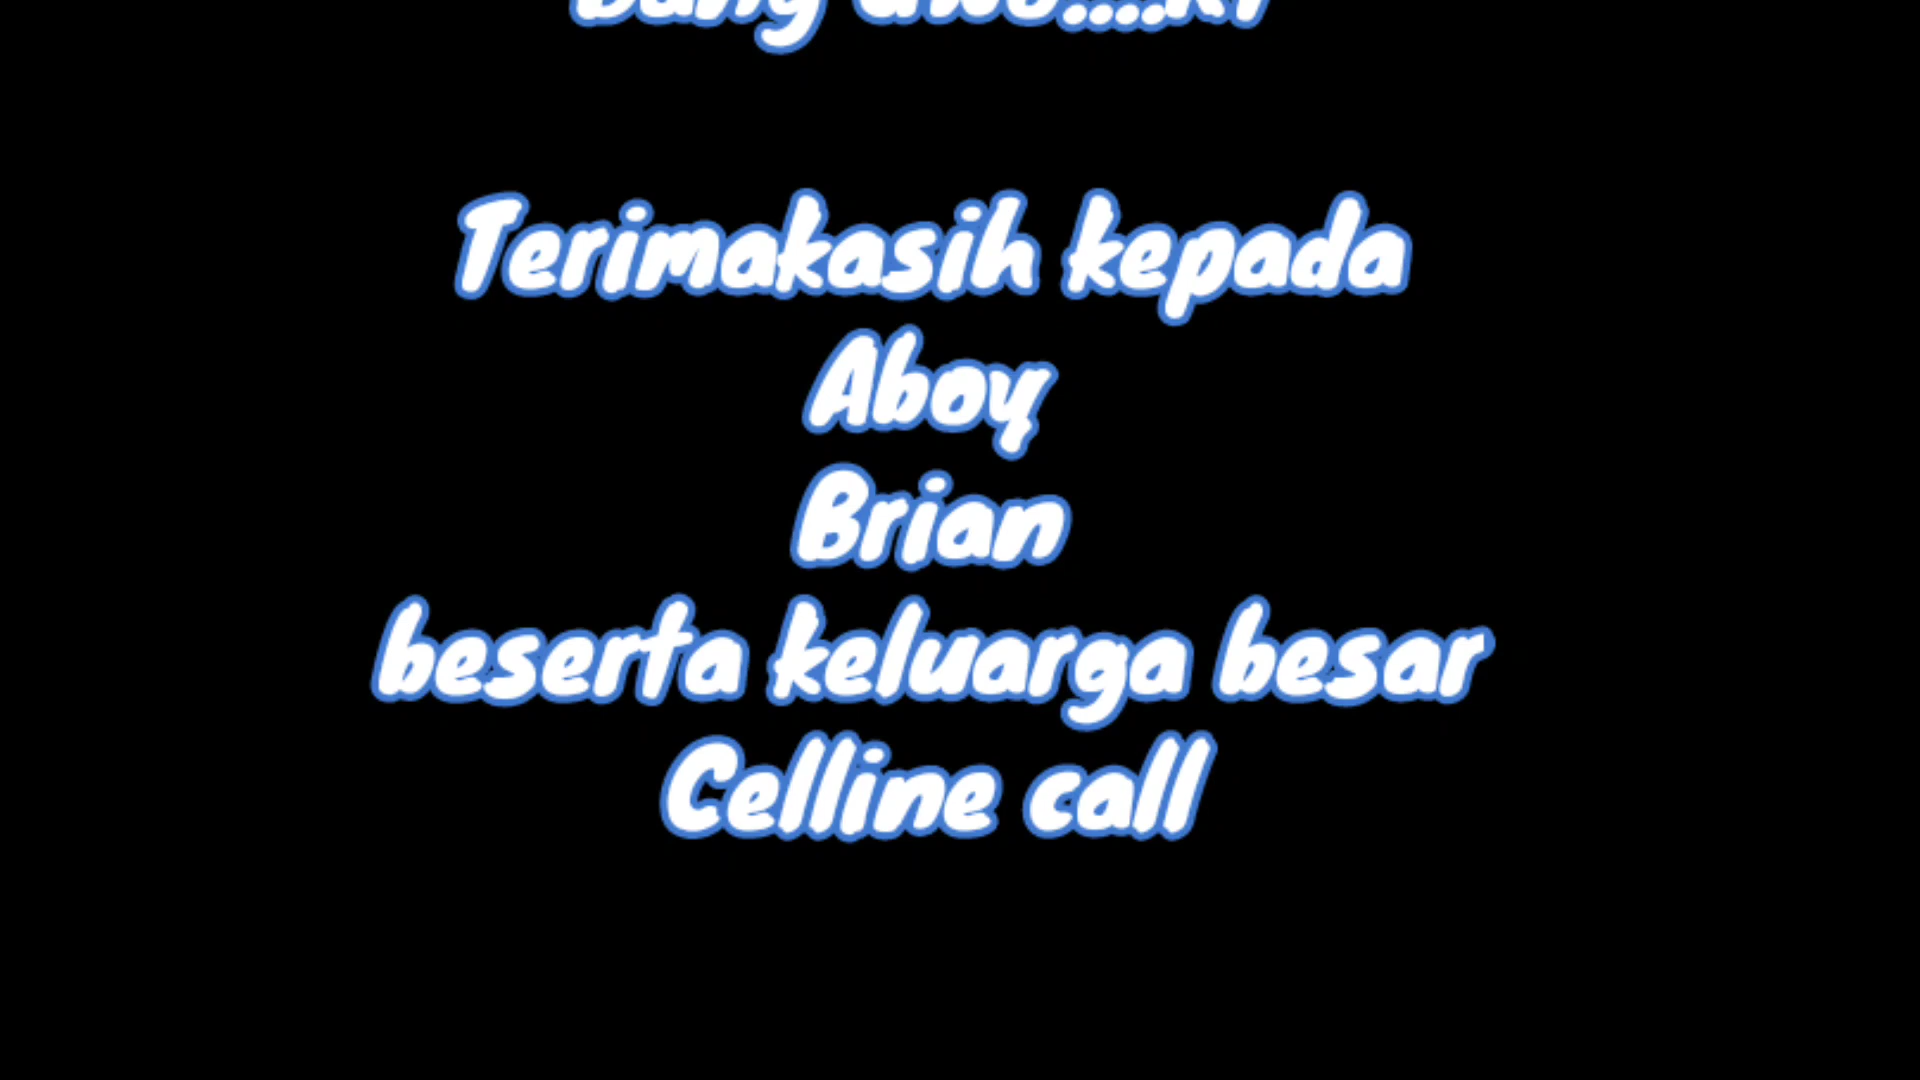 Terimakasih kepada
Aboy
Brian
beserta keluarga besar
Celline call